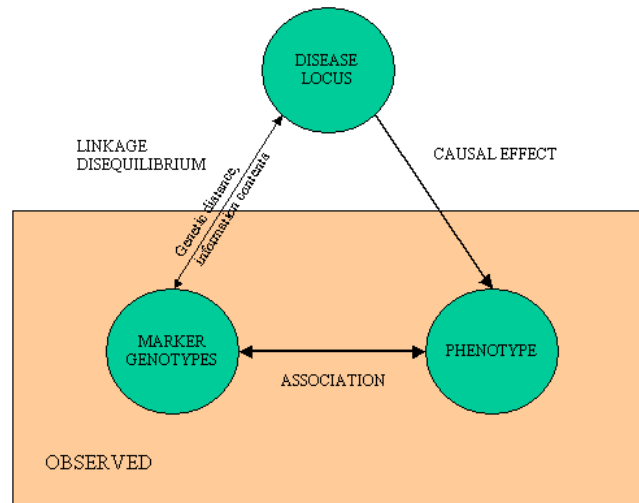 DISEASE
LOCUS
LINKAGE
DISEQUILIBRIUM
CAUSAL EFFECT
Genetic distance,
information contents
MARKER
GENOTYPES
PHENOTYPE
ASSOCIATION
OBSERVED